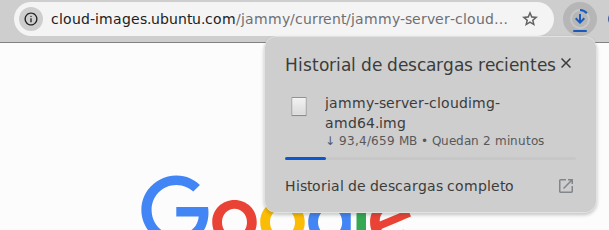 cloud-images.ubuntu.com/jammy/current/jammy-server-cloud...
Historial de descargas recientes
jammy-server-cloudimg-
amd64.img
↓ 93,4/659 MB • Quedan 2 minutos
Historial de descargas completo
Google